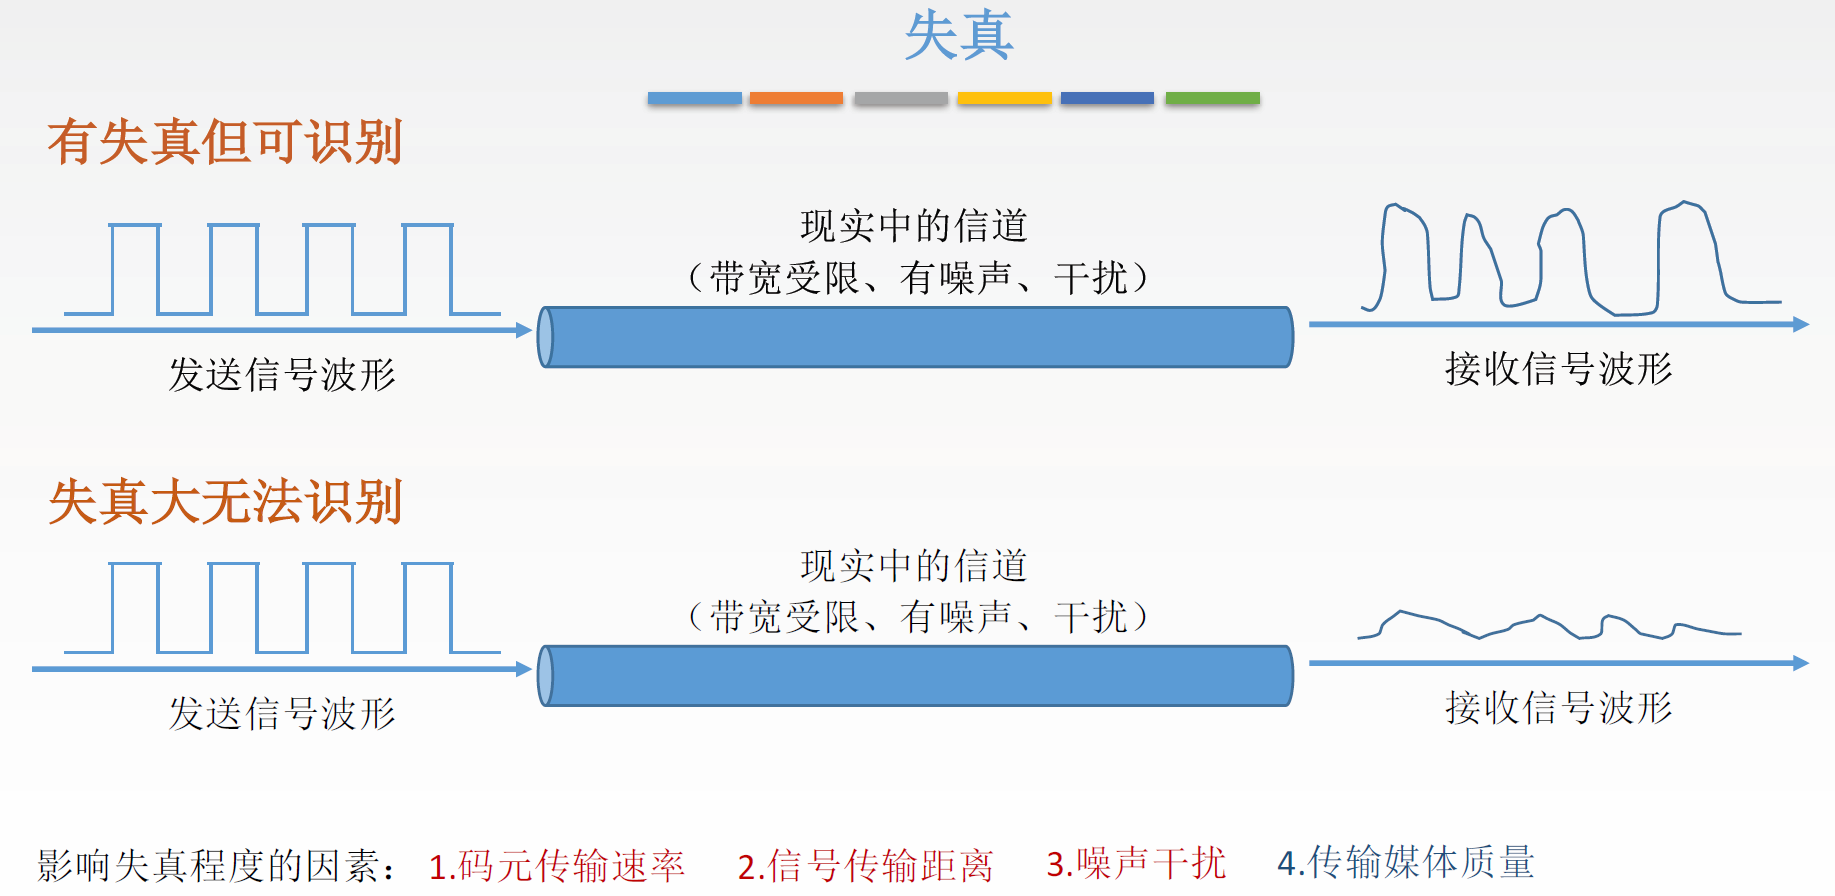 失真
有失真但可识别
现实中的信道
（带宽受限、有噪声、干扰）
发送信号波形
接收信号波形
失真大无法识别
现实中的信道
（带宽受限、有噪声、干扰）
发送信号波形
接收信号波形
影响失真程度的因素： 1.码元传输速率 2.信号传输距离 3.噪声干扰 4.传输媒体质量